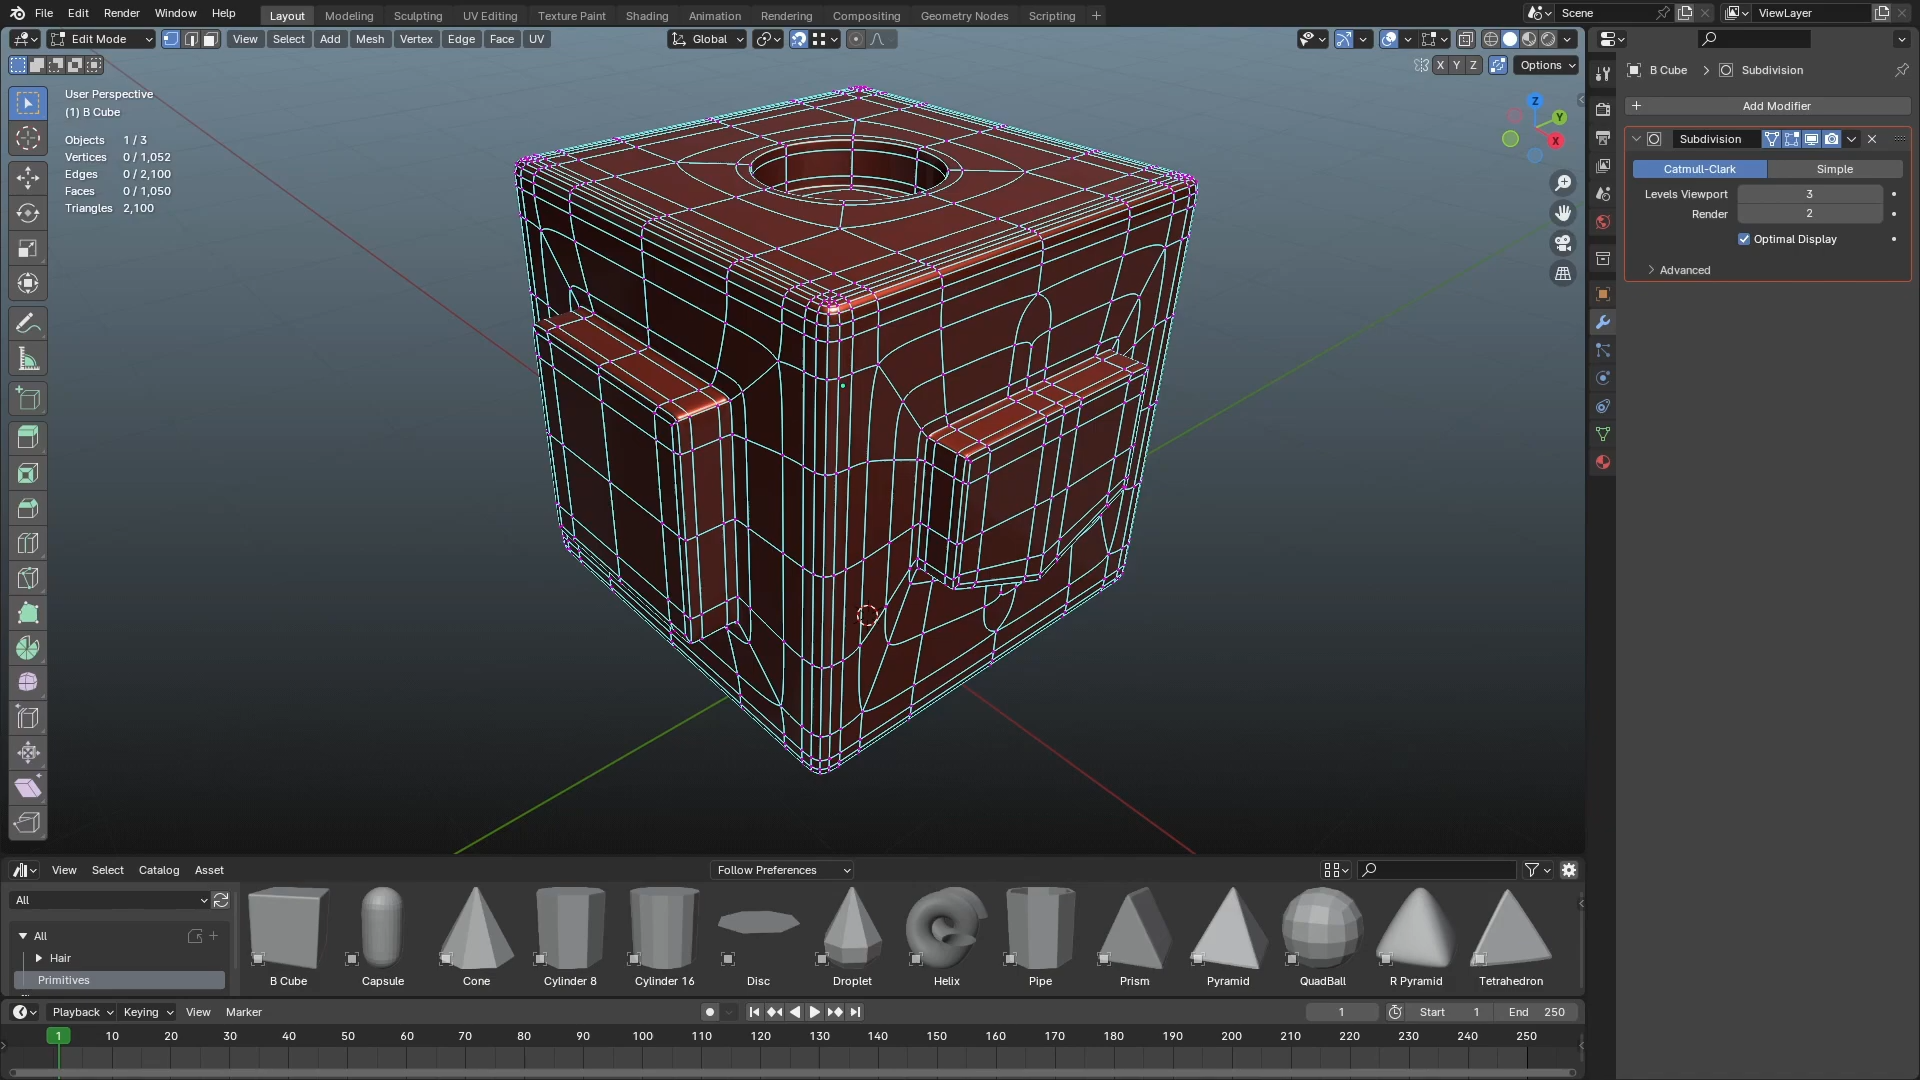 File Edit Render Window Help Layout Modeling Sculpting UV Editing Texture Paint Shading Animation Rendering Compositing Geometry Nodes Scripting + Scene ViewLayer
Edit Mode View Select Add Mesh Vertex Edge Face UV Global
X Y Z Options
User Perspective
(1) B Cube
Objects 1 / 3
Vertices 0 / 1,052
Edges 0 / 2,100
Faces 0 / 1,050
Triangles 2,100
Z
Y
X
B Cube Subdivision
Add Modifier
Subdivision
Catmull-Clark Simple
Levels Viewport 3
Render 2
Optimal Display
Advanced
View Select Catalog Asset Follow Preferences
All
All
Hair
Primitives
B Cube Capsule Cone Cylinder 8 Cylinder 16 Disc Droplet Helix Pipe Prism Pyramid QuadBall R Pyramid Tetrahedron
Playback Keying View Marker 1 Start 1 End 250
1 10 20 30 40 50 60 70 80 90 100 110 120 130 140 150 160 170 180 190 200 210 220 230 240 250